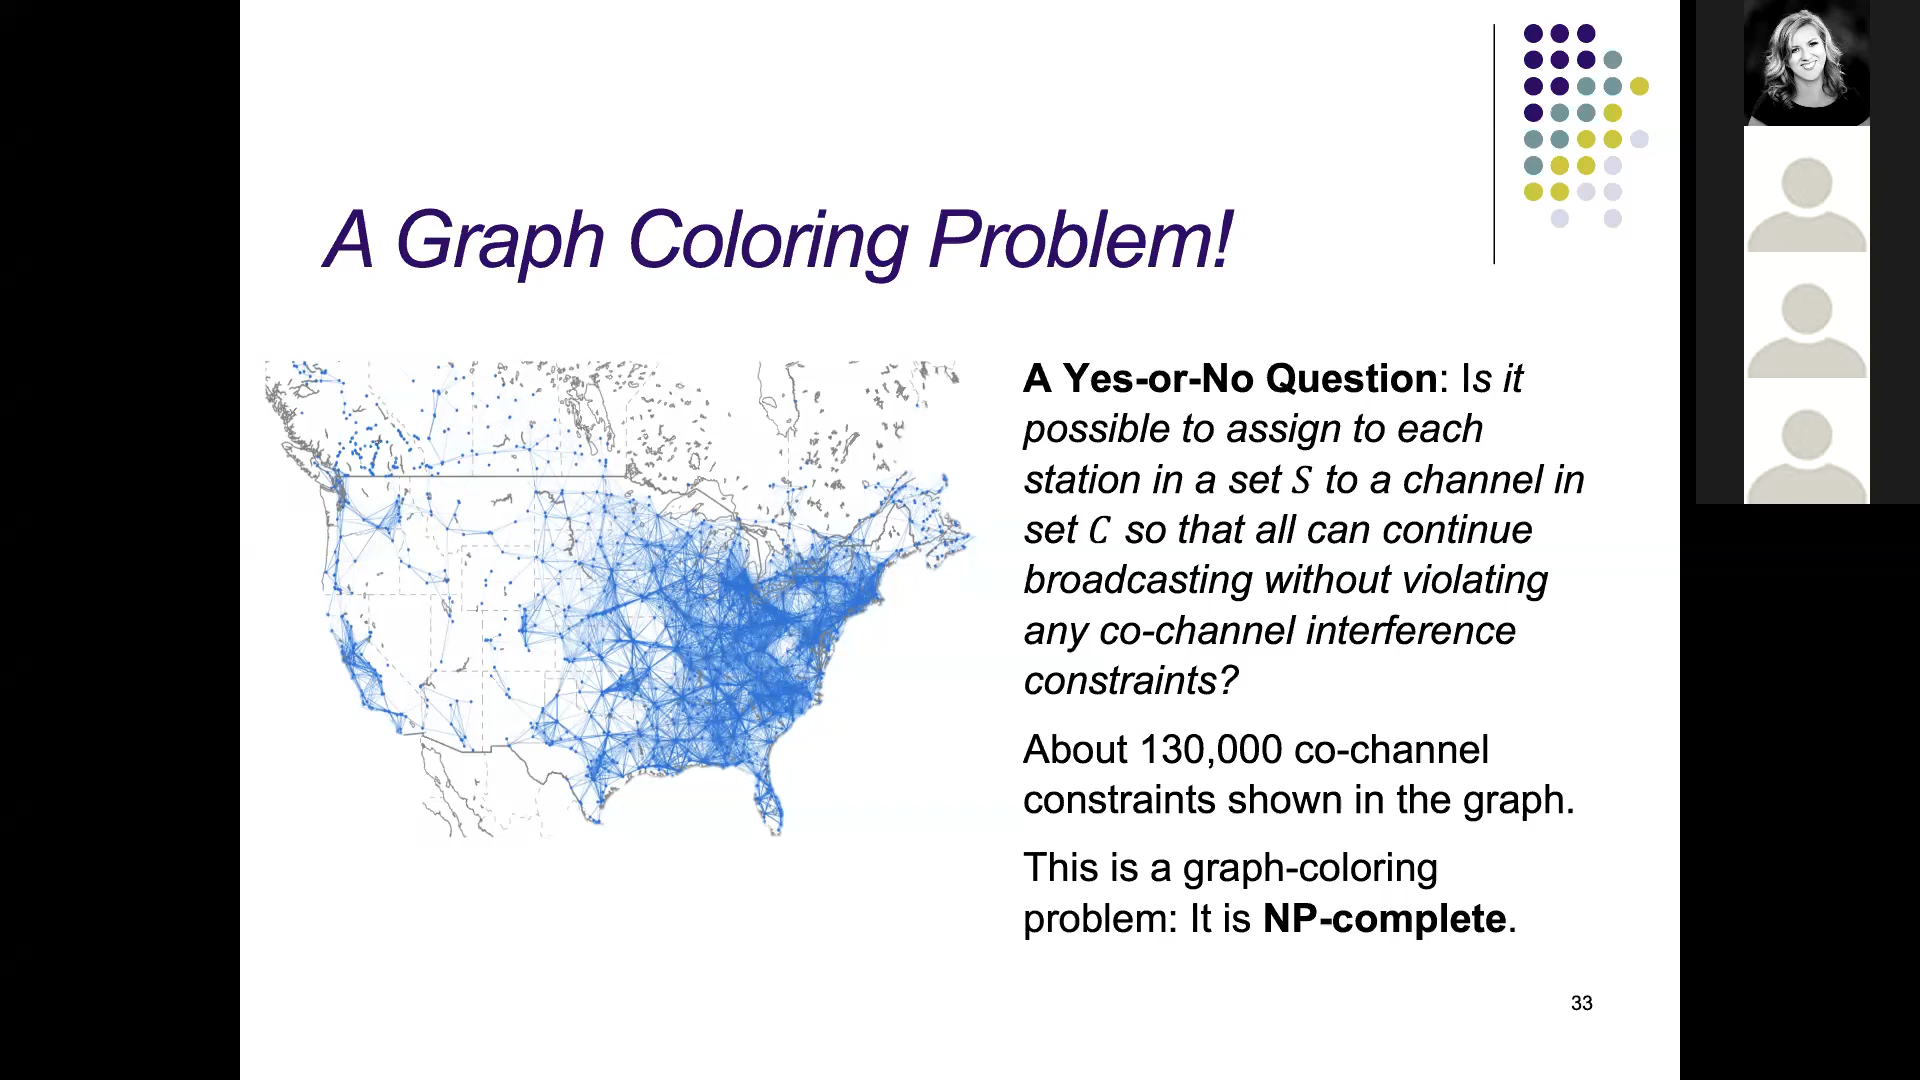 A Graph Coloring Problem!
A Yes-or-No Question: Is it
possible to assign to each
station in a set S to a channel in
set C so that all can continue
broadcasting without violating
any co-channel interference
constraints?
About 130,000 co-channel
constraints shown in the graph.
This is a graph-coloring
problem: It is NP-complete.
33